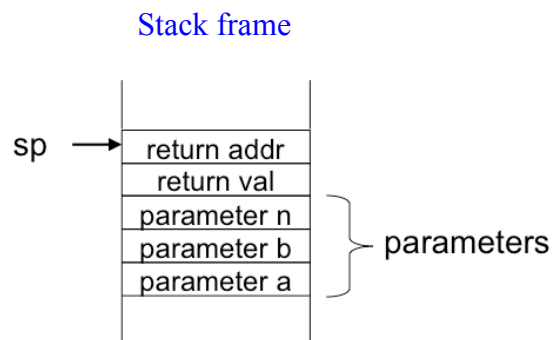 Stack frame
sp
return addr
return val
parameter n
parameter b
parameter a
parameters